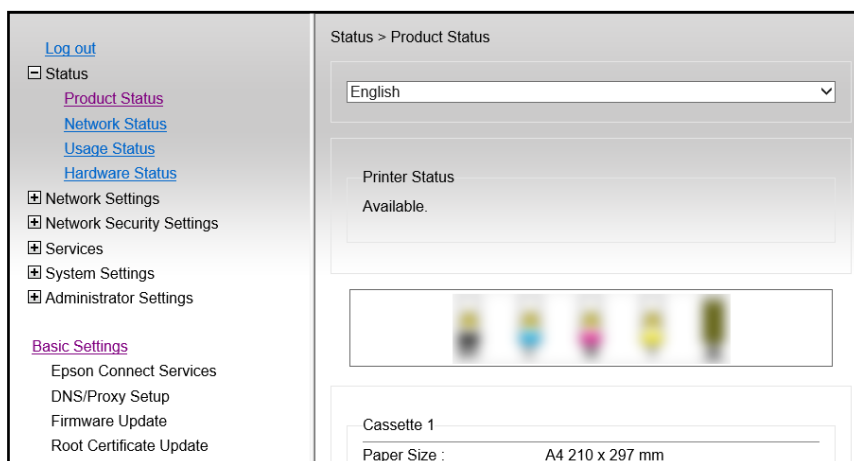 Log out
Status
Product Status
Network Status
Usage Status
Hardware Status
Network Settings
Network Security Settings
Services
System Settings
Administrator Settings
Basic Settings
Epson Connect Services
DNS/Proxy Setup
Firmware Update
Root Certificate Update
Status > Product Status
English
Printer Status
Available.
Cassette 1
Paper Size : A4 210 x 297 mm